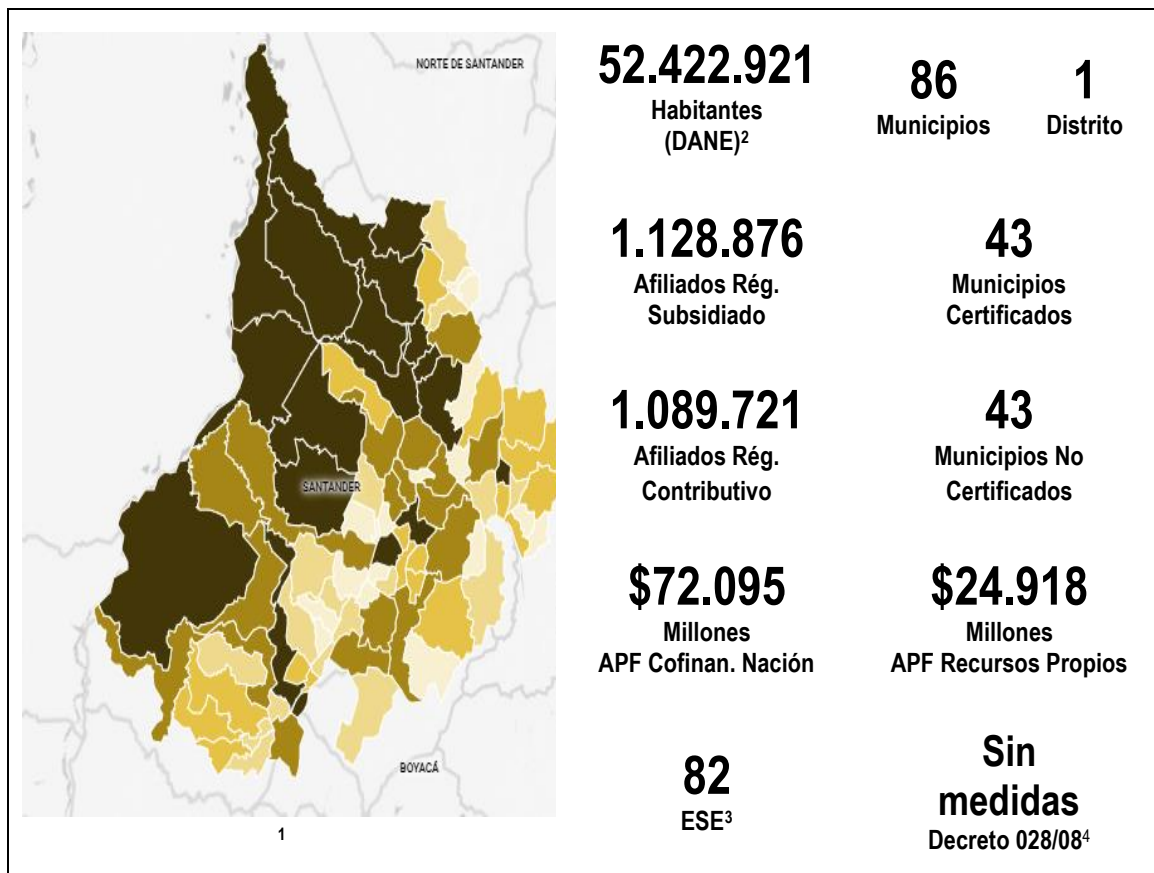 NORTE DE SANTANDER
SANTANDER
BOYACÁ
1
52.422.921
Habitantes
(DANE)²
86
Municipios
1
Distrito
1.128.876
Afiliados Rég.
Subsidiado
43
Municipios
Certificados
1.089.721
Afiliados Rég.
Contributivo
43
Municipios No
Certificados
$72.095
Millones
APF Cofinan. Nación
$24.918
Millones
APF Recursos Propios
82
ESE³
Sin
medidas
Decreto 028/08⁴